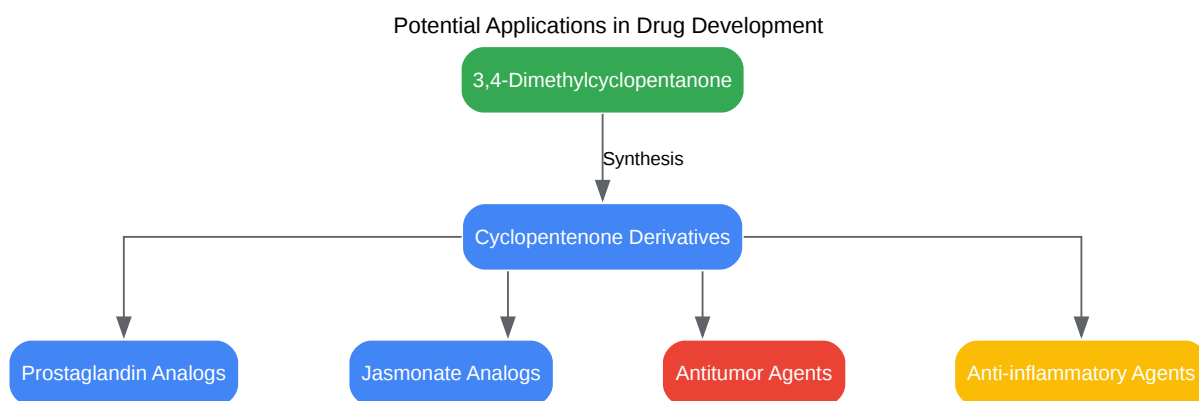 Potential Applications in Drug Development
3,4-Dimethylcyclopentanone
Synthesis
Cyclopentenone Derivatives
Prostaglandin Analogs
Jasmonate Analogs
Antitumor Agents
Anti-inflammatory Agents